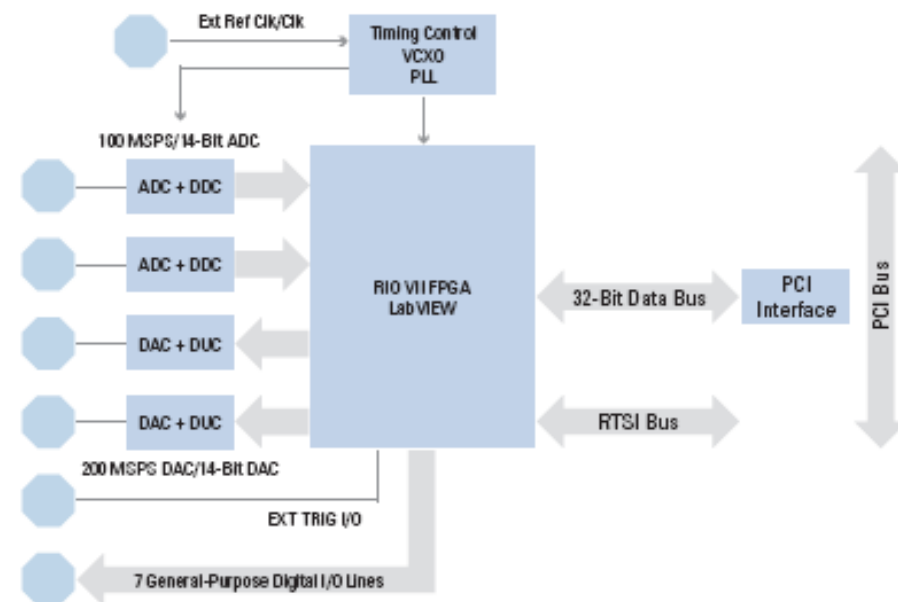 Ext Ref Clk/Clk
Timing Control
VCXO
PLL
100 MSPS/14-Bit ADC
ADC + DDC
ADC + DDC
DAC + DUC
DAC + DUC
200 MSPS DAC/14-Bit DAC
EXT TRIG I/O
7 General-Purpose Digital I/O Lines
RIO VII FPGA
LabVIEW
32-Bit Data Bus
RTSI Bus
PCI
Interface
PCI Bus